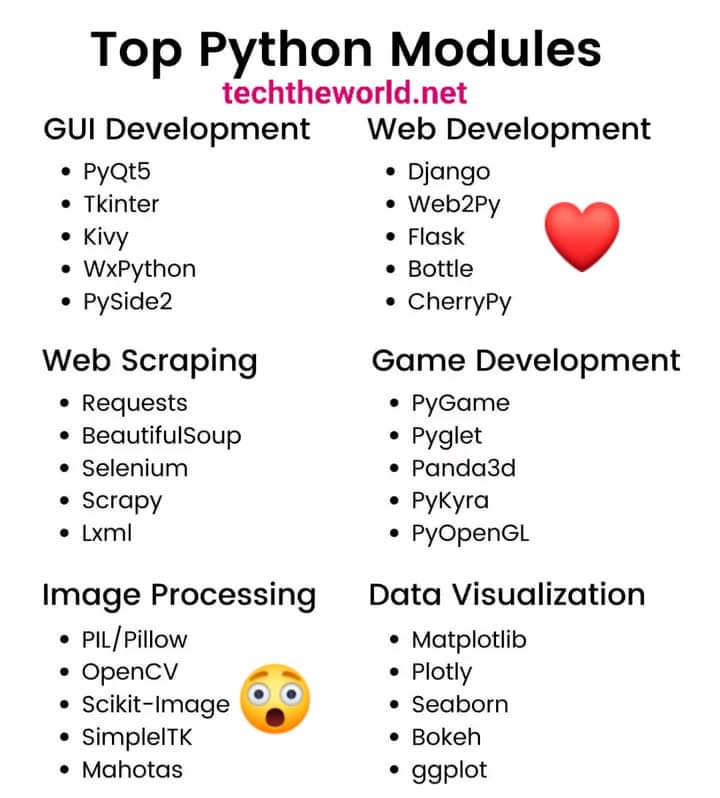 Top Python Modules
techtheworld.net
GUI Development
• PyQt5
• Tkinter
• Kivy
• WxPython
• PySide2
Web Development
• Django
• Web2Py
• Flask
• Bottle
• CherryPy
Web Scraping
• Requests
• BeautifulSoup
• Selenium
• Scrapy
• Lxml
Game Development
• PyGame
• Pyglet
• Panda3d
• PyKyra
• PyOpenGL
Image Processing
• PIL/Pillow
• OpenCV
• Scikit-Image
• SimplelTK
• Mahotas
Data Visualization
• Matplotlib
• Plotly
• Seaborn
• Bokeh
• ggplot